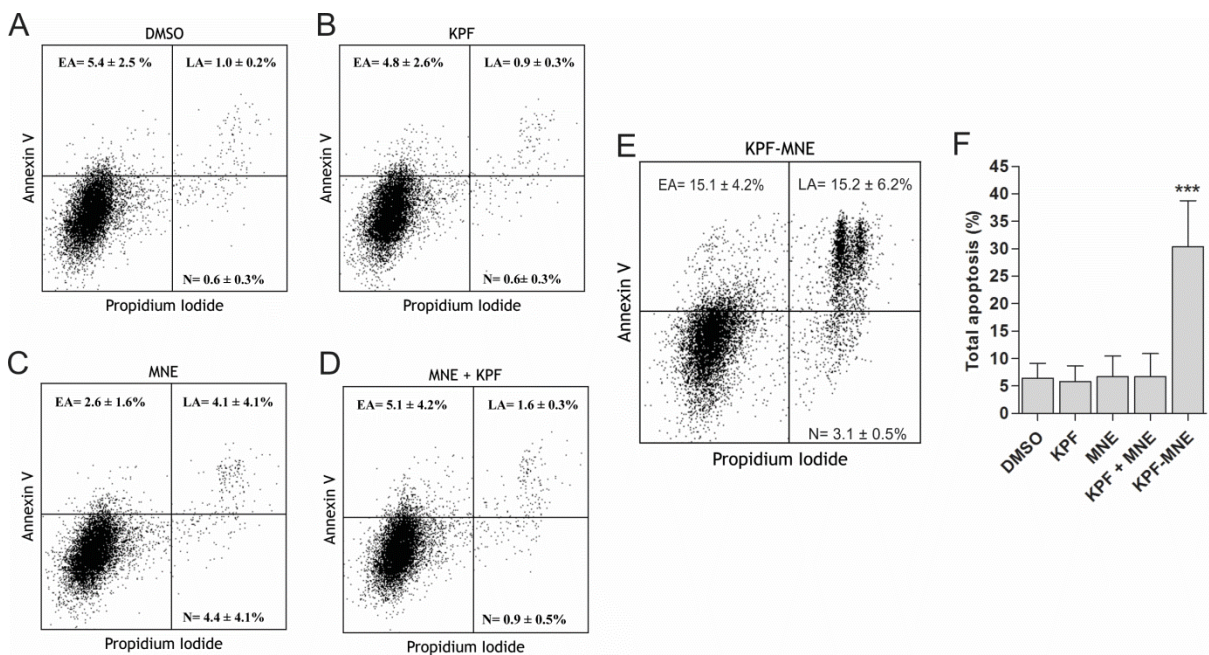 A
DMSO
EA= 5.4 ± 2.5 %
LA= 1.0 ± 0.2%
N= 0.6 ± 0.3%
Annexin V
Propidium Iodide
B
KPF
EA= 4.8 ± 2.6%
LA= 0.9 ± 0.3%
N= 0.6± 0.3%
Annexin V
Propidium Iodide
C
MNE
EA= 2.6 ± 1.6%
LA= 4.1 ± 4.1%
N= 4.4 ± 4.1%
Annexin V
Propidium Iodide
D
MNE + KPF
EA= 5.1 ± 4.2%
LA= 1.6 ± 0.3%
N= 0.9 ± 0.5%
Annexin V
Propidium Iodide
E
KPF-MNE
EA= 15.1 ± 4.2%
LA= 15.2 ± 6.2%
N= 3.1 ± 0.5%
Annexin V
Propidium Iodide
F
Total apoptosis (%)
45
40
35
30
25
20
15
10
5
0
***
DMSO
KPF
MNE
KPF + MNE
KPF-MNE